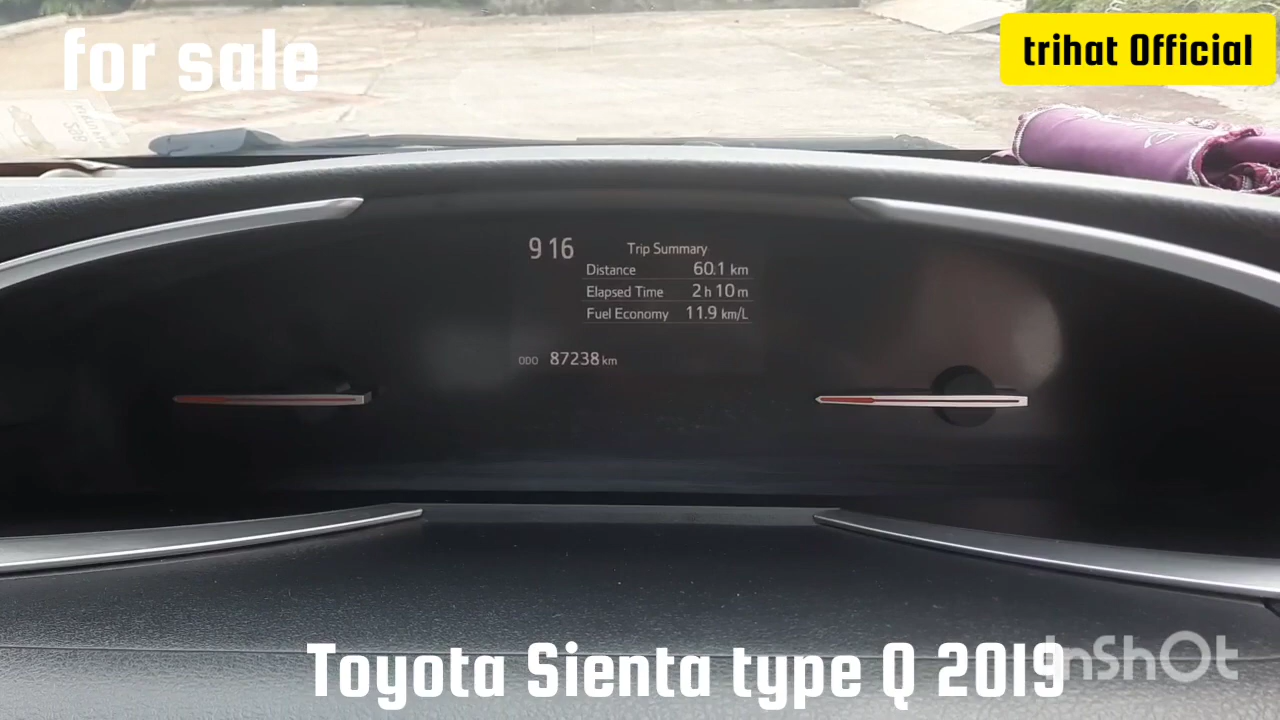 for sale
trihat Official
9 16
Trip Summary
Distance 60.1 km
Elapsed Time 2 h 10 m
Fuel Economy 11.9 km/L
ODO 87238 km
Toyota Sienta type Q 2019
InShOt